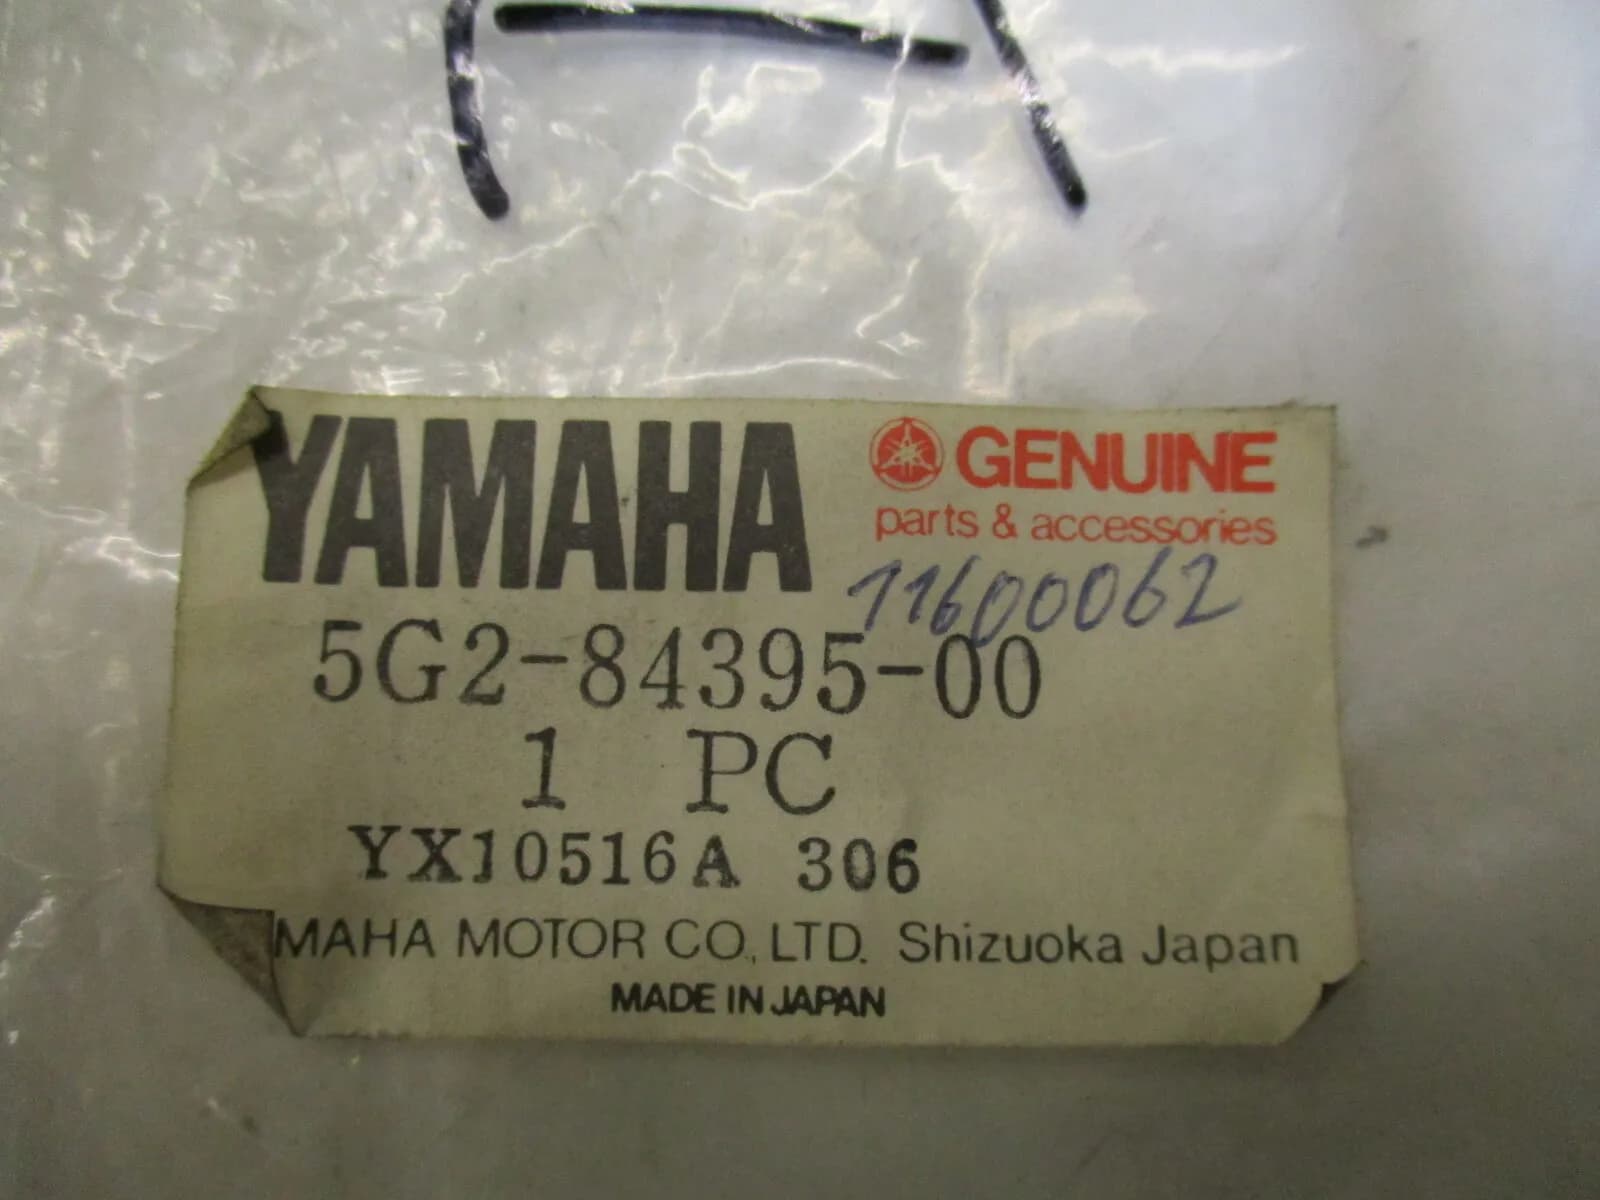 YAMAHA GENUINE
parts & accessories
11600062
5G2-84395-00
1 PC
YX10516A 306
MAHA MOTOR CO., LTD. Shizuoka Japan
MADE IN JAPAN